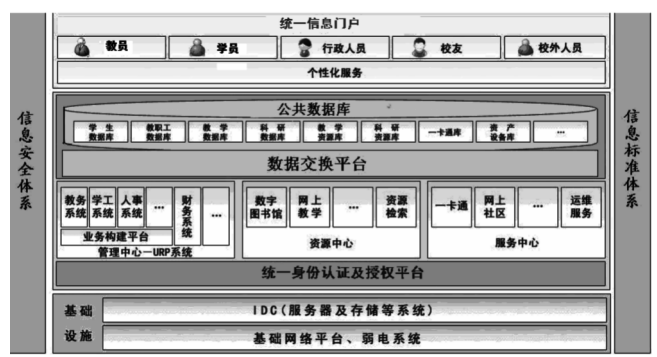 统一信息门户
教员 学员 行政人员 校友 校外人员
个性化服务
信息安全体系
信息标准体系
公共数据库
学生数据库 教职工数据库 教学数据库 科研数据库 教学资源库 科研资源库 一卡通库 资产设备库 …
数据交换平台
教务系统 学工系统 人事系统 … 财务系统 …
业务构建平台
管理中心—URP系统
数字图书馆 网上教学 … 资源检索
资源中心
一卡通 网上社区 … 运维服务
服务中心
统一身份认证及授权平台
基础设施
IDC(服务器及存储等系统)
基础网络平台、弱电系统